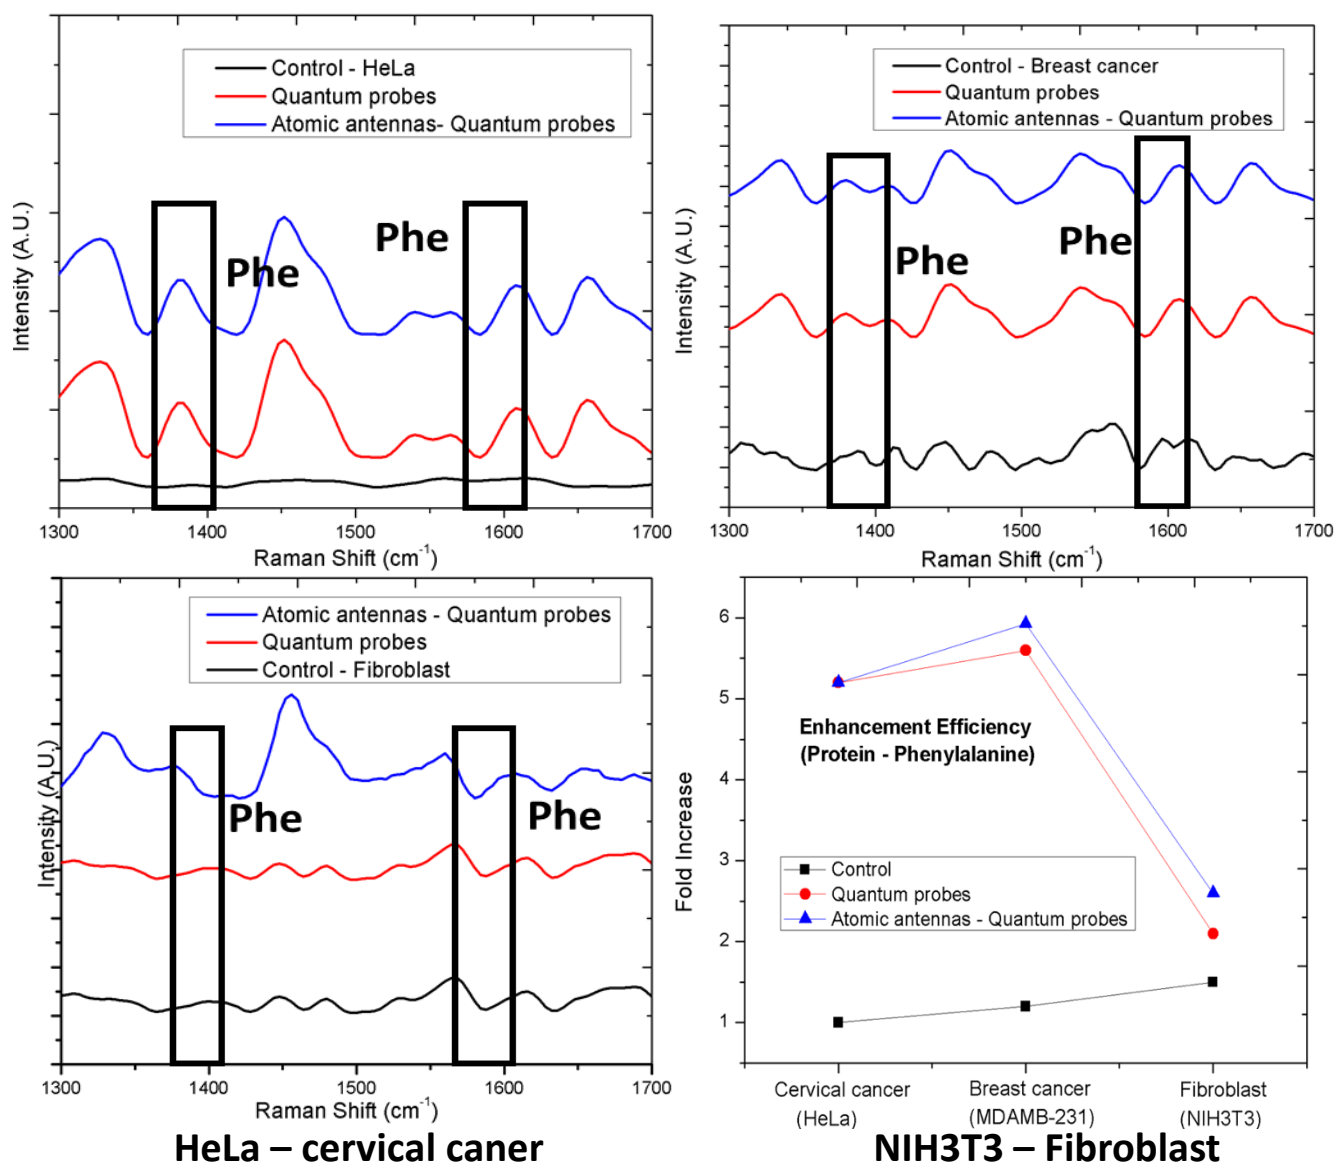 Control - HeLa
Quantum probes
Atomic antennas- Quantum probes
Phe
Phe
Intensity (A.U.)
1300
1400
1500
1600
1700
Raman Shift (cm⁻¹)
Control - Breast cancer
Quantum probes
Atomic antennas - Quantum probes
Phe
Phe
Intensity (A.U.)
1300
1400
1500
1600
1700
Raman Shift (cm⁻¹)
Atomic antennas - Quantum probes
Quantum probes
Control - Fibroblast
Phe
Phe
Intensity (A.U.)
1300
1400
1500
1600
1700
Raman Shift (cm⁻¹)
6
5
4
3
2
1
Fold Increase
Enhancement Efficiency
(Protein - Phenylalanine)
Control
Quantum probes
Atomic antennas - Quantum probes
Cervical cancer
(HeLa)
Breast cancer
(MDAMB-231)
Fibroblast
(NIH3T3)
HeLa – cervical caner
NIH3T3 – Fibroblast